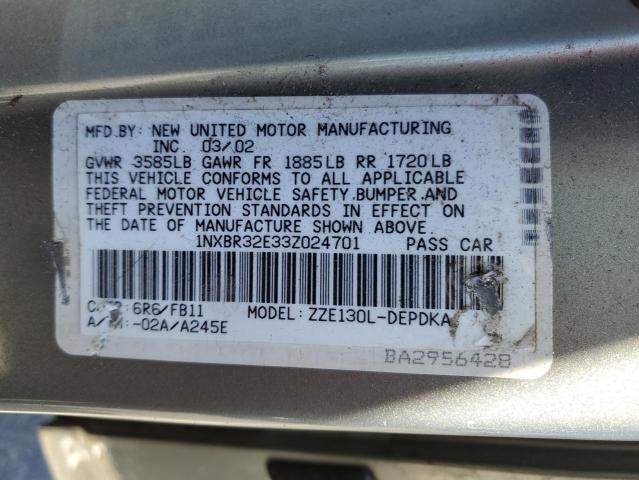 MFD.BY: NEW UNITED MOTOR MANUFACTURING
INC. 03/02
GVWR 3585LB GAWR FR 1885LB RR 1720LB
THIS VEHICLE CONFORMS TO ALL APPLICABLE
FEDERAL MOTOR VEHICLE SAFETY,BUMPER,AND
THEFT PREVENTION STANDARDS IN EFFECT ON
THE DATE OF MANUFACTURE SHOWN ABOVE.
1NXBR32E33Z024701 PASS CAR
6R6/FB11 MODEL: ZZE130L-DEPDKA
-02A/A245E
BA2956428